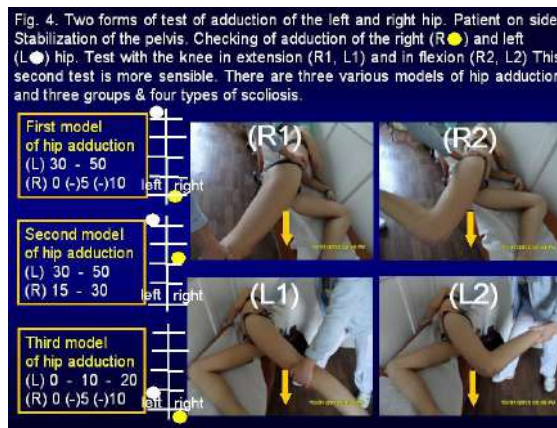 Fig. 4. Two forms of test of adduction of the left and right hip. Patient on side
Stabilization of the pelvis. Checking of adduction of the right (R ) and left
(L ) hip. Test with the knee in extension (R1, L1) and in flexion (R2, L2) This
second test is more sensible. There are three various models of hip adduction
and three groups & four types of scoliosis.
First model
of hip adduction
(L) 30 - 50
(R) 0 (-)5 (-)10
left right
(R1)
(R2)
Second model
of hip adduction
(L) 30 - 50
(R) 15 - 30
left right
(L1)
(L2)
Third model
of hip adduction
(L) 0 - 10 - 20
(R) 0 (-)5 (-)10
left right